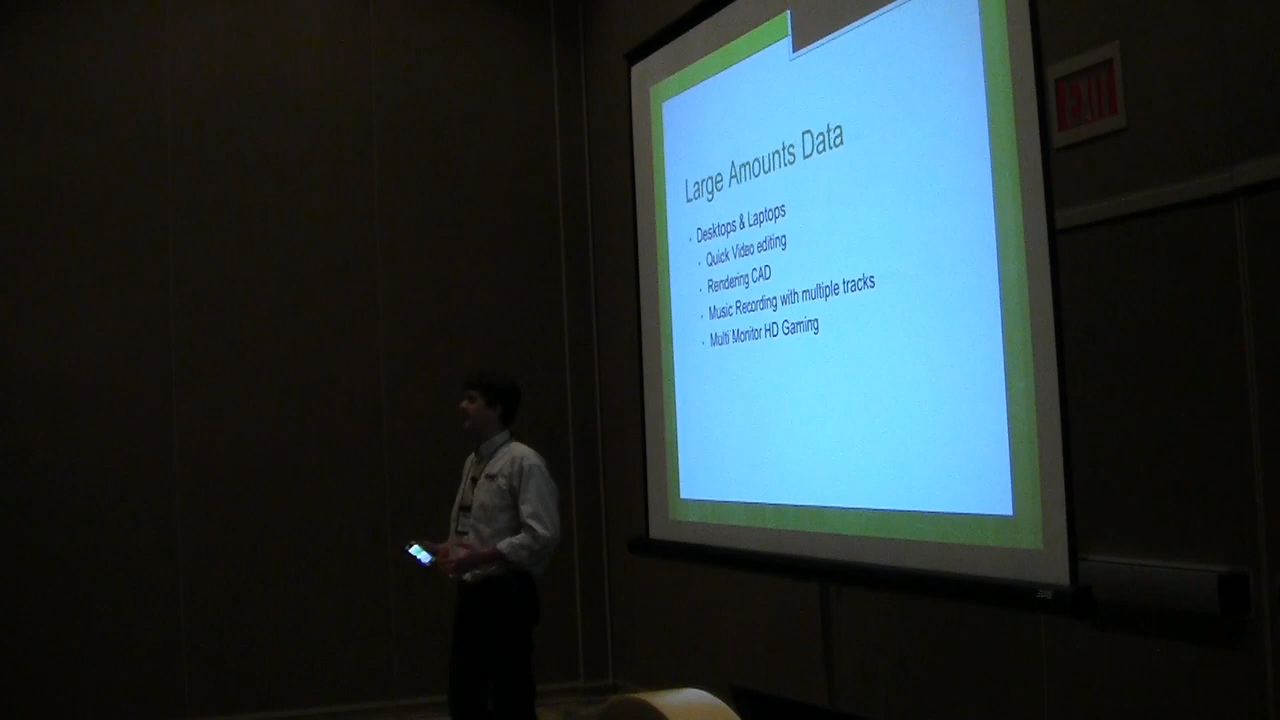 Large Amounts Data
Desktops & Laptops
Quick Video editing
Rendering CAD
Music Recording with multiple tracks
Multi Monitor HD Gaming
EXIT